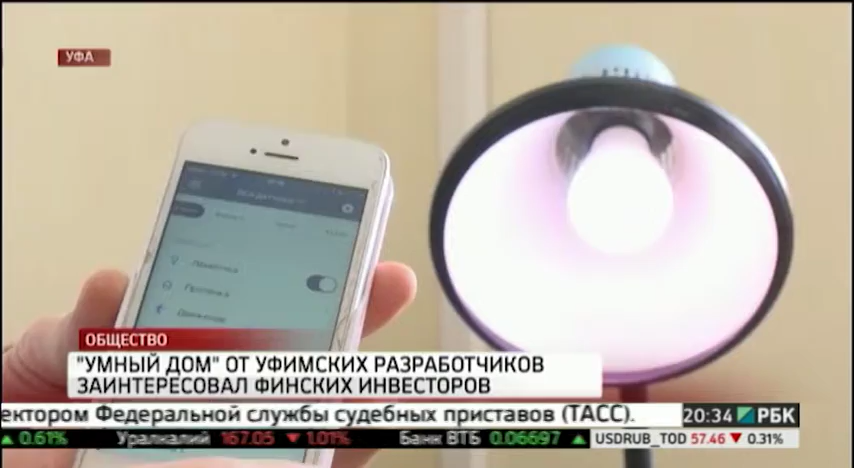 УФА
Протечка
ОБЩЕСТВО
"УМНЫЙ ДОМ" ОТ УФИМСКИХ РАЗРАБОТЧИКОВ
ЗАИНТЕРЕСОВАЛ ФИНСКИХ ИНВЕСТОРОВ
ектором Федеральной службы судебных приставов (ТАСС). 20:34 РБК
▲ 0.61% Уралкалий 167.05 ▼ 1.01% Банк ВТБ 0.06697 ▲ USDRUB_TOD 57.46 ▼ 0.31%